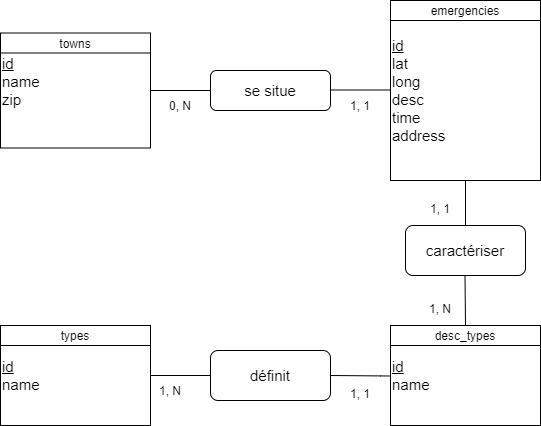 emergencies
id
lat
long
desc
time
address
towns
id
name
zip
se situe
0, N
1, 1
1, 1
caractériser
1, N
types
id
name
définit
1, N
1, 1
desc_types
id
name